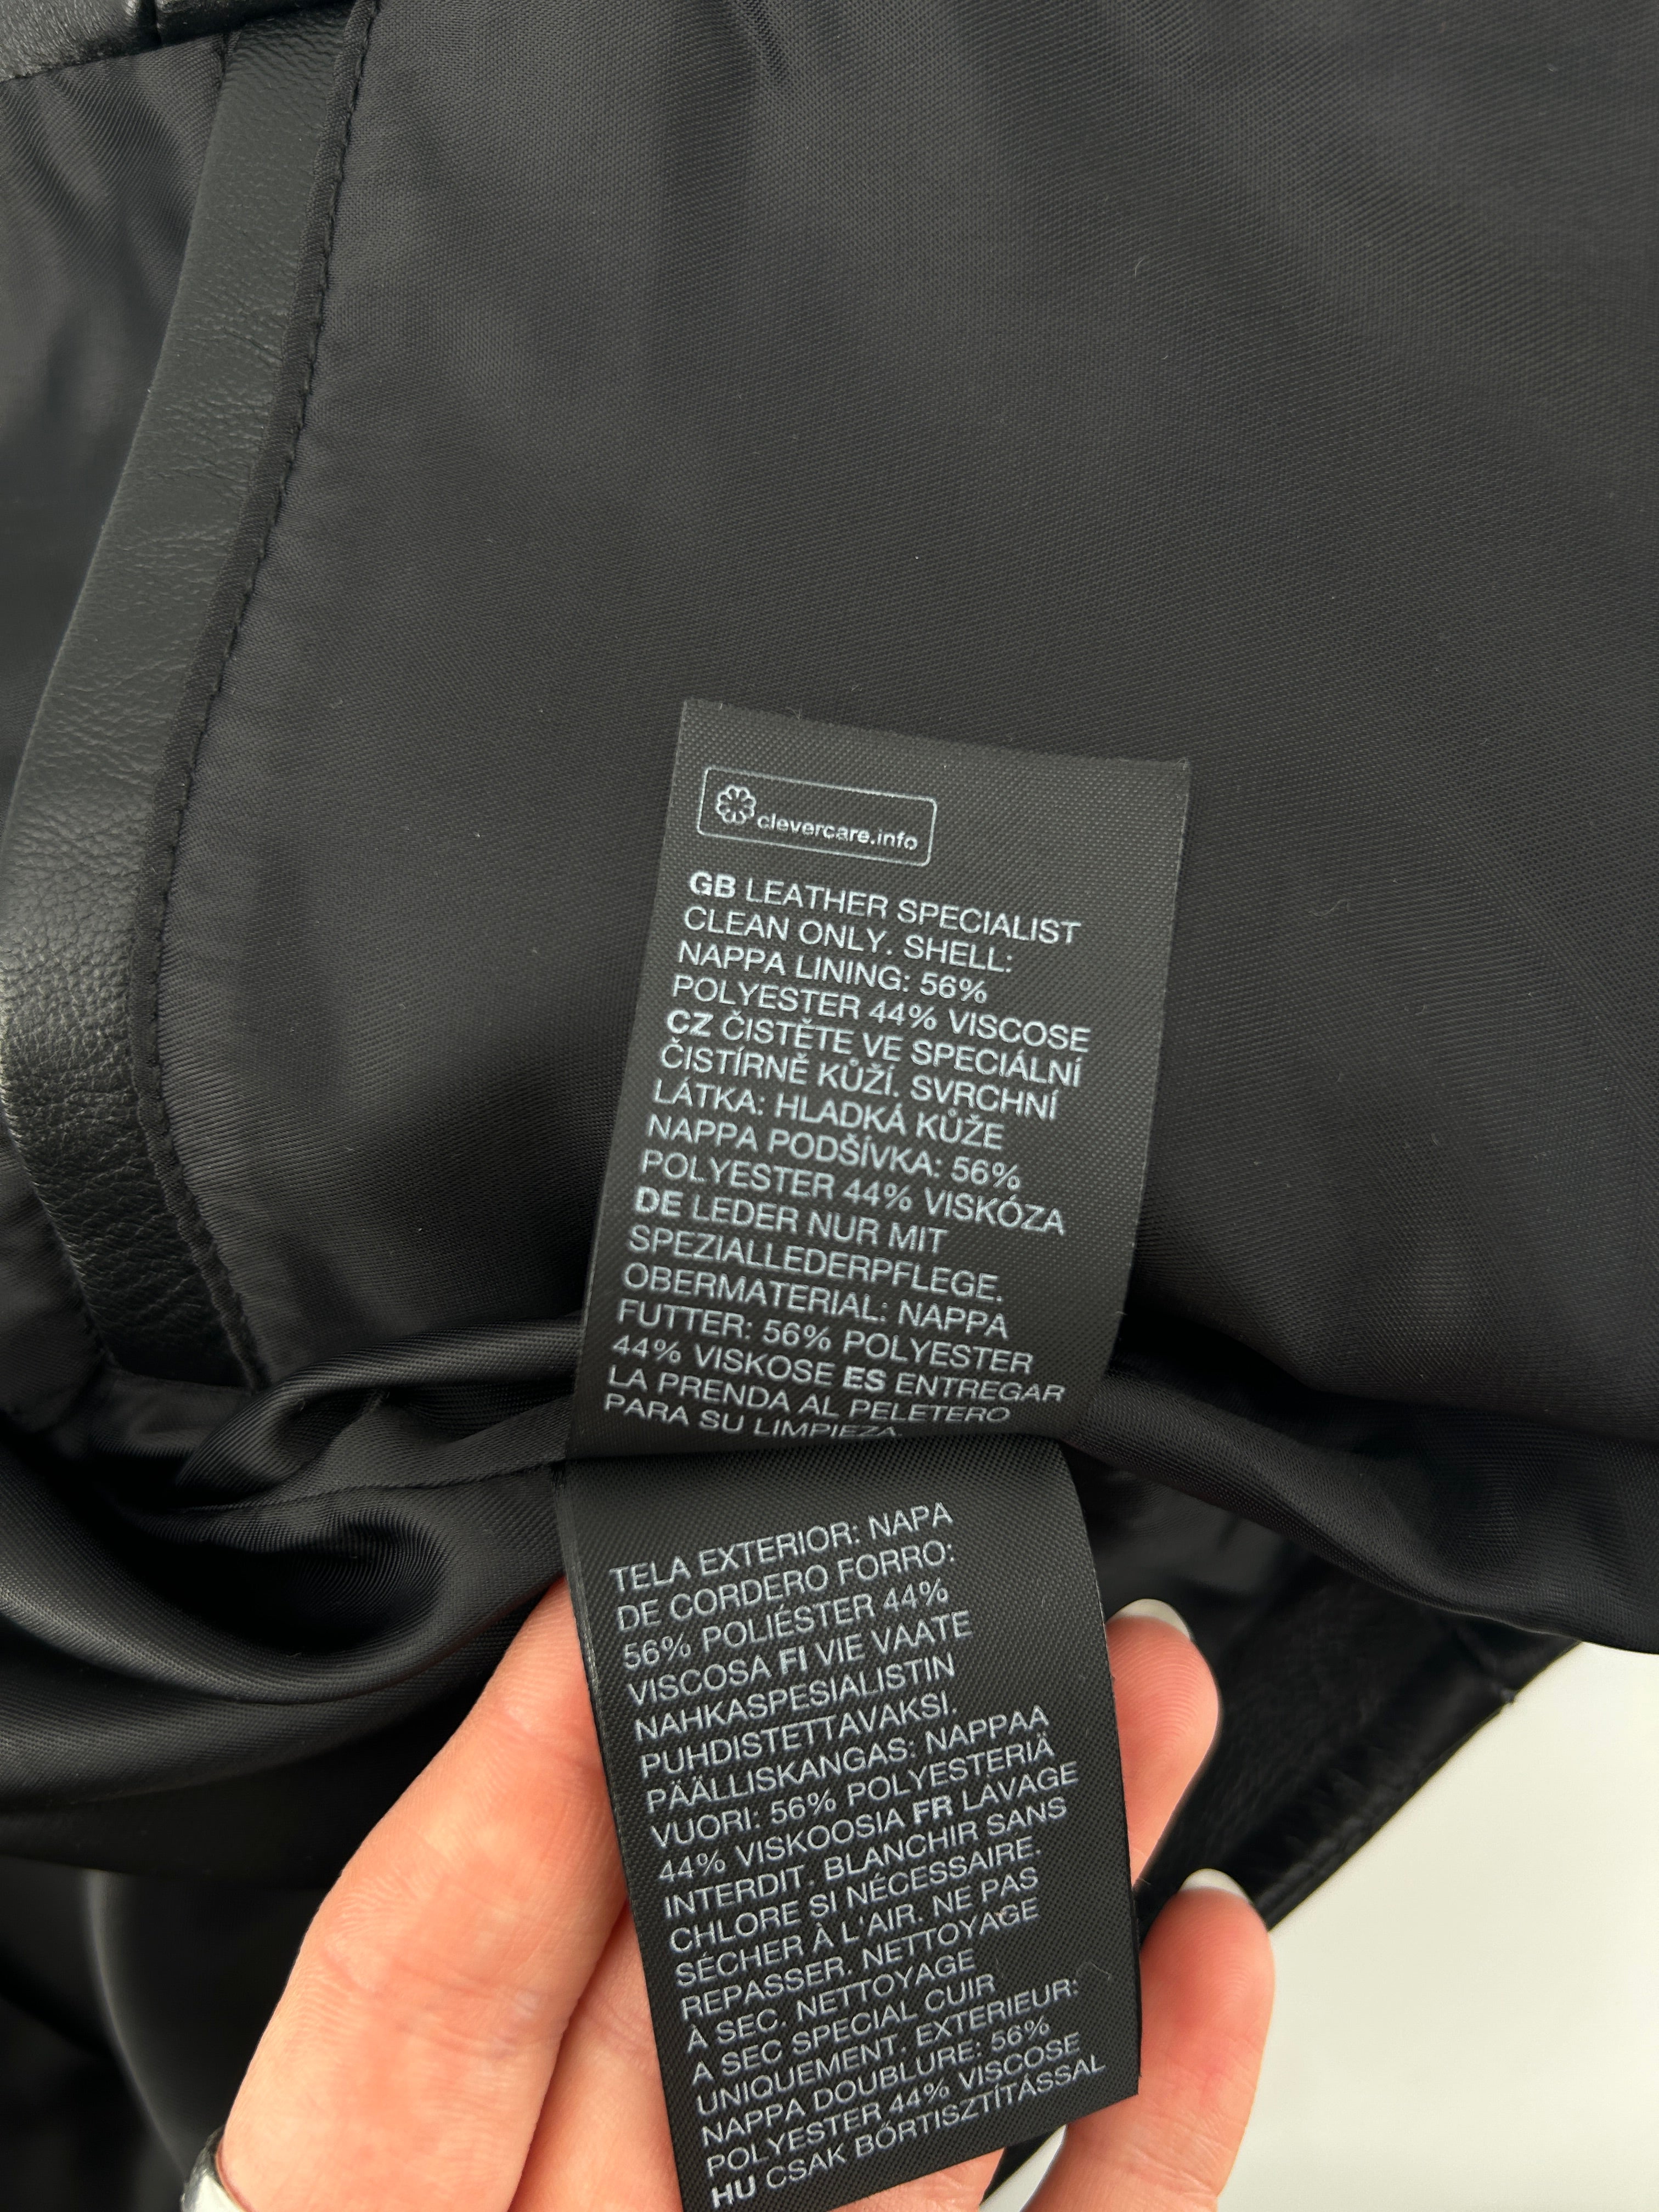 clevercare.info
GB LEATHER SPECIALIST
CLEAN ONLY. SHELL:
NAPPA LINING: 56%
POLYESTER 44% VISCOSE
CZ ČISTĚTE VE SPECIÁLNÍ
ČISTÍRNĚ KŮŽÍ. SVRCHNÍ
LÁTKA: HLADKÁ KŮŽE
NAPPA PODŠÍVKA: 56%
POLYESTER 44% VISKÓZA
DE LEDER NUR MIT
SPEZIALLEDERPFLEGE.
OBERMATERIAL: NAPPA
FUTTER: 56% POLYESTER
44% VISKOSE ES ENTREGAR
LA PRENDA AL PELETERO
PARA SU LIMPIEZA.
TELA EXTERIOR: NAPA
DE CORDERO FORRO:
56% POLIÉSTER 44%
VISCOSA FI VIE VAATE
NAHKASPESIALISTIN
PUHDISTETTAVAKSI.
PÄÄLLISKANGAS: NAPPAA
VUORI: 56% POLYESTERIÄ
44% VISKOOSIA FR LAVAGE
INTERDIT. BLANCHIR SANS
CHLORE SI NÉCESSAIRE.
SÉCHER À L'AIR. NE PAS
REPASSER. NETTOYAGE
À SEC. NETTOYAGE
A SEC SPECIAL CUIR
UNIQUEMENT. EXTERIEUR:
NAPPA DOUBLURE: 56%
POLYESTER 44% VISCOSE
HU CSAK BŐRTISZTÍTÁSSAL